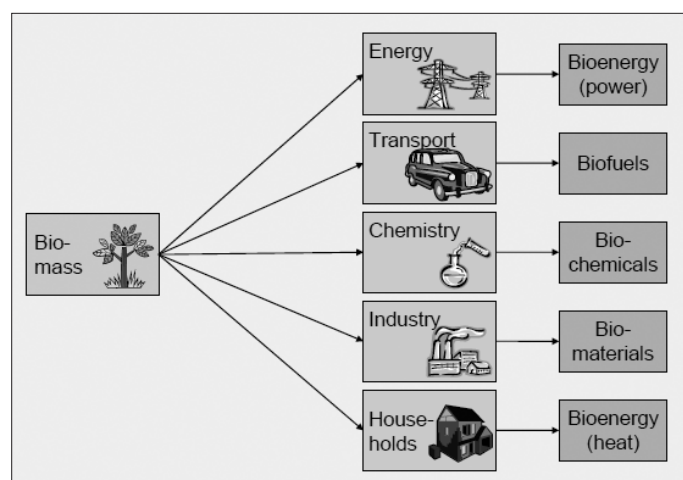 Bio-
mass
Energy
Transport
Chemistry
Industry
House-
holds
Bioenergy
(power)
Biofuels
Bio-
chemicals
Bio-
materials
Bioenergy
(heat)